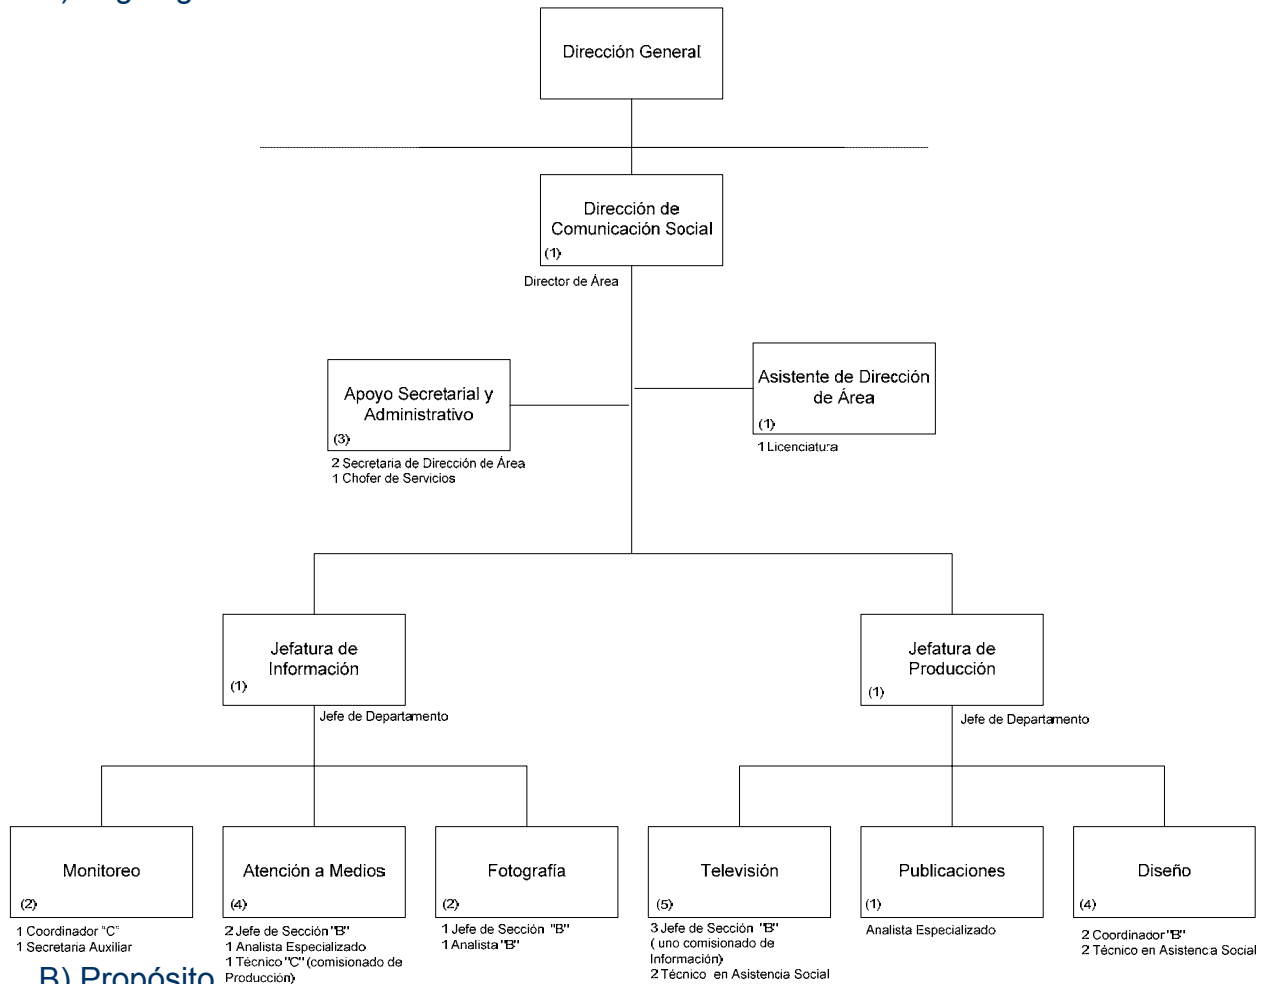 Dirección General
Dirección de
Comunicación Social
(1)
Director de Área
Apoyo Secretarial y
Administrativo
(3)
2 Secretaria de Dirección de Área
1 Chofer de Servicios
Asistente de Dirección
de Área
(1)
1 Licenciatura
Jefatura de
Información
(1)
Jefe de Departamento
Jefatura de
Producción
(1)
Jefe de Departamento
Monitoreo
(2)
1 Coordinador "C"
1 Secretaria Auxiliar
Atención a Medios
(4)
2 Jefe de Sección "B"
1 Analista Especializado
1 Técnico "C" (comisionado de
Producción)
Fotografía
(2)
1 Jefe de Sección "B"
1 Analista "B"
Televisión
(5)
3 Jefe de Sección "B"
( uno comisionado de
Información)
2 Técnico en Asistencia Social
Publicaciones
(1)
Analista Especializado
Diseño
(4)
2 Coordinador "B"
2 Técnico en Asistencia Social
B) Propósito